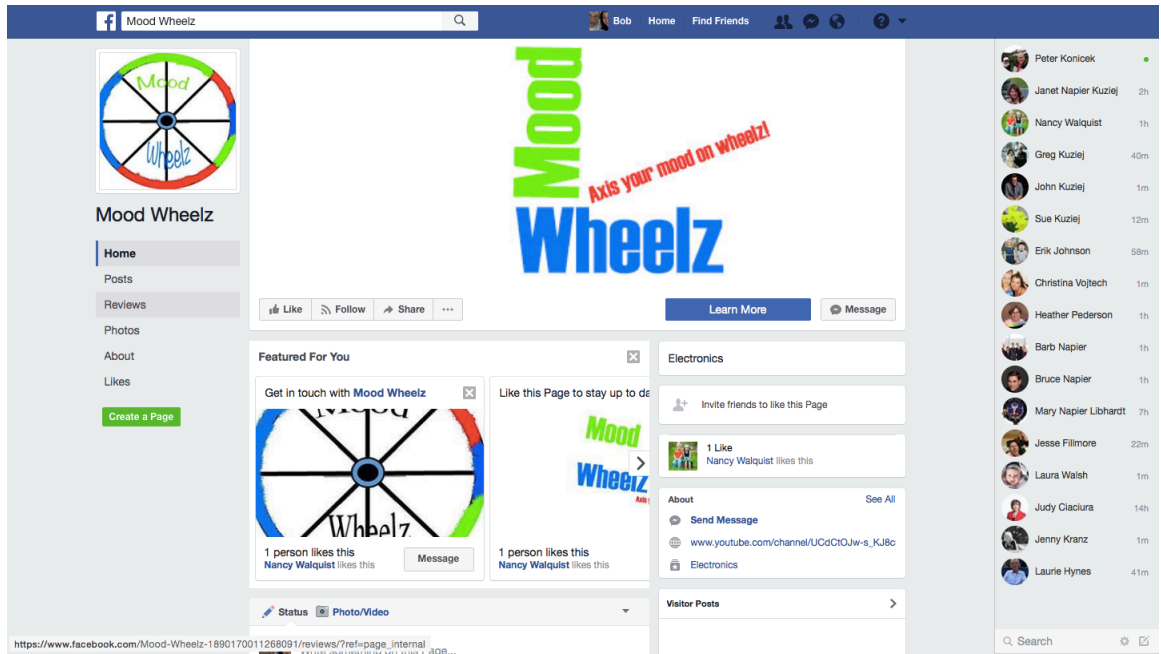 Mood Wheelz
Bob Home Find Friends
Mood
Wheelz
Mood Wheelz
Home
Posts
Reviews
Photos
About
Likes
Create a Page
Mood
Axis your mood on wheelz!
Wheelz
Like Follow Share ...
Learn More
Message
Featured For You
Get in touch with Mood Wheelz
Mood
Wheelz
1 person likes this
Nancy Walquist likes this
Message
Like this Page to stay up to da
Mood
Wheelz
Axis
1 person likes this
Nancy Walquist likes this
Status Photo/Video
Electronics
Invite friends to like this Page
1 Like
Nancy Walquist likes this
About See All
Send Message
www.youtube.com/channel/UCdCtOJw-s_KJ8c
Electronics
Visitor Posts
Peter Konicek
Janet Napier Kuziej 2h
Nancy Walquist 1h
Greg Kuziej 40m
John Kuziej 1m
Sue Kuziej 12m
Erik Johnson 58m
Christina Vojtech 1m
Heather Pederson 1h
Barb Napier 1h
Bruce Napier 1h
Mary Napier Libhardt 7h
Jesse Fillmore 22m
Laura Walsh 1m
Judy Ciaciura 14h
Jenny Kranz 1m
Laurie Hynes 41m
Search
https://www.facebook.com/Mood-Wheelz-1890170011268091/reviews/?ref=page_internal